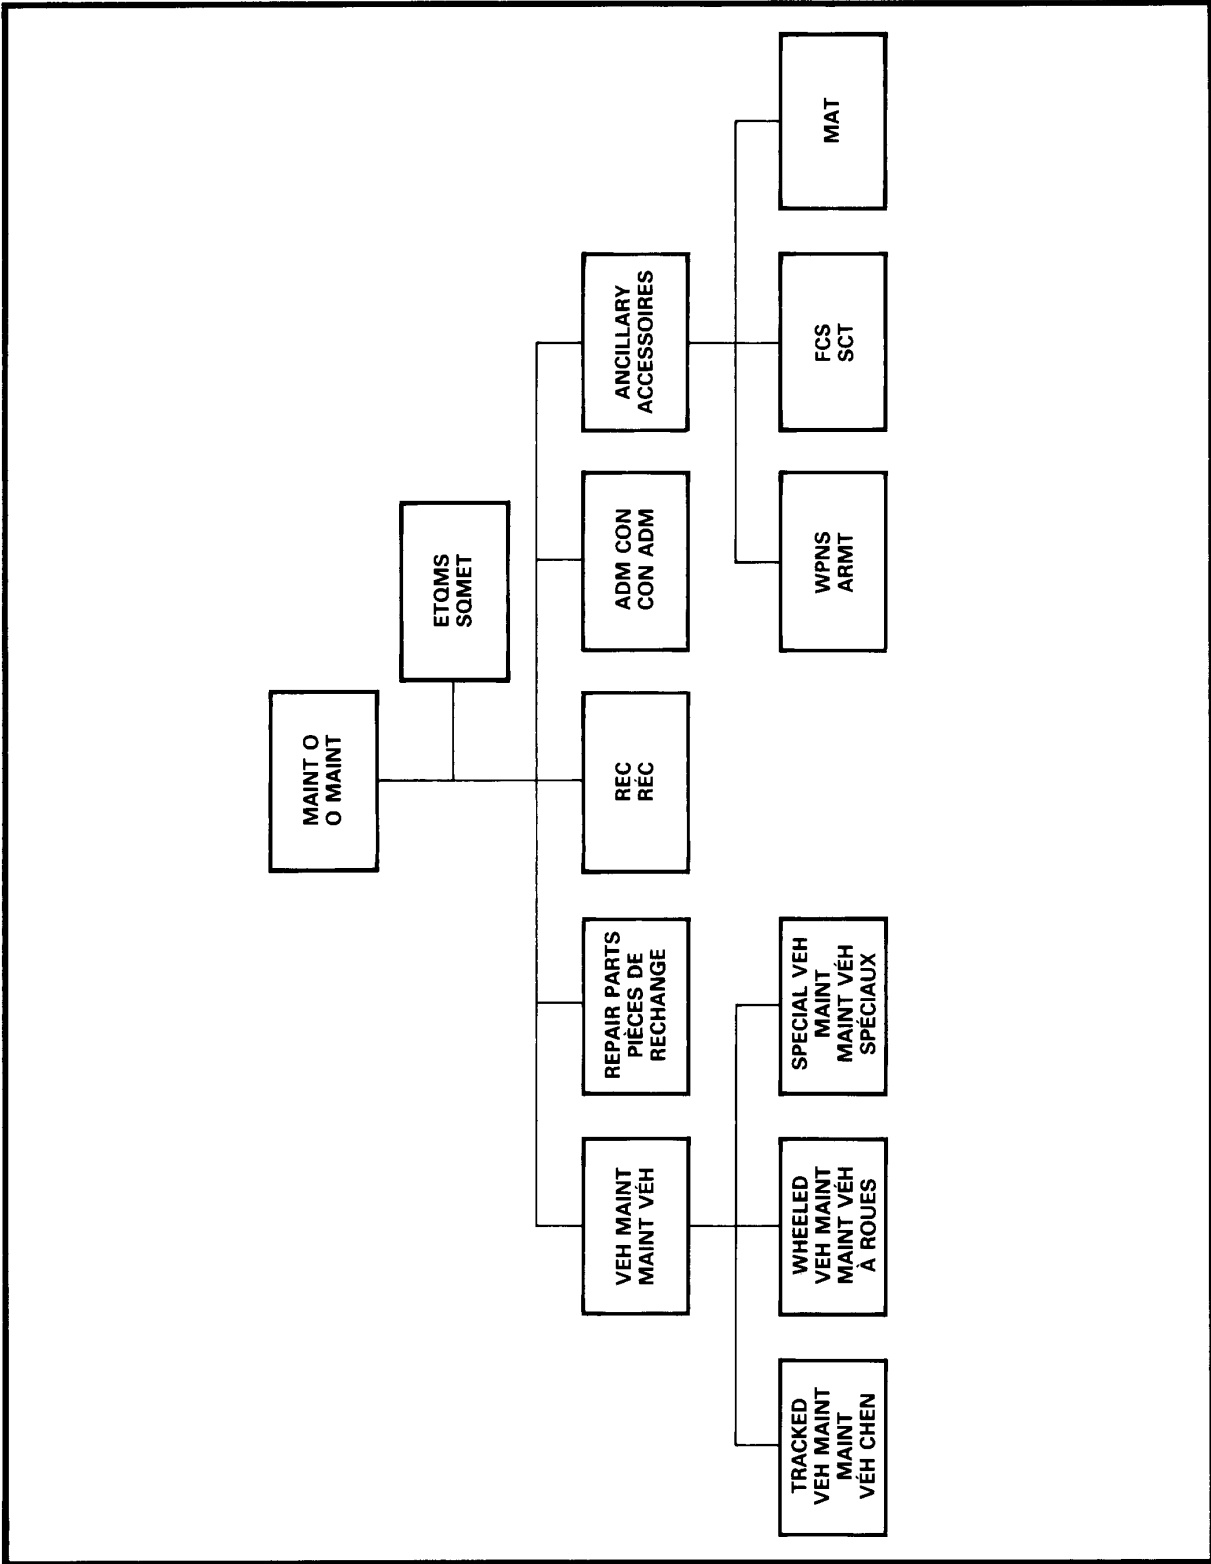 MAINT O
O MAINT
ETQMS
SQMET
VEH MAINT
MAINT VÉH
REPAIR PARTS
PIÈCES DE
RECHANGE
REC
RÉC
ADM CON
CON ADM
ANCILLARY
ACCESSOIRES
TRACKED
VEH MAINT
MAINT
VÉH CHEN
WHEELED
VEH MAINT
MAINT VÉH
À ROUES
SPECIAL VEH
MAINT
MAINT VÉH
SPÉCIAUX
WPNS
ARMT
FCS
SCT
MAT